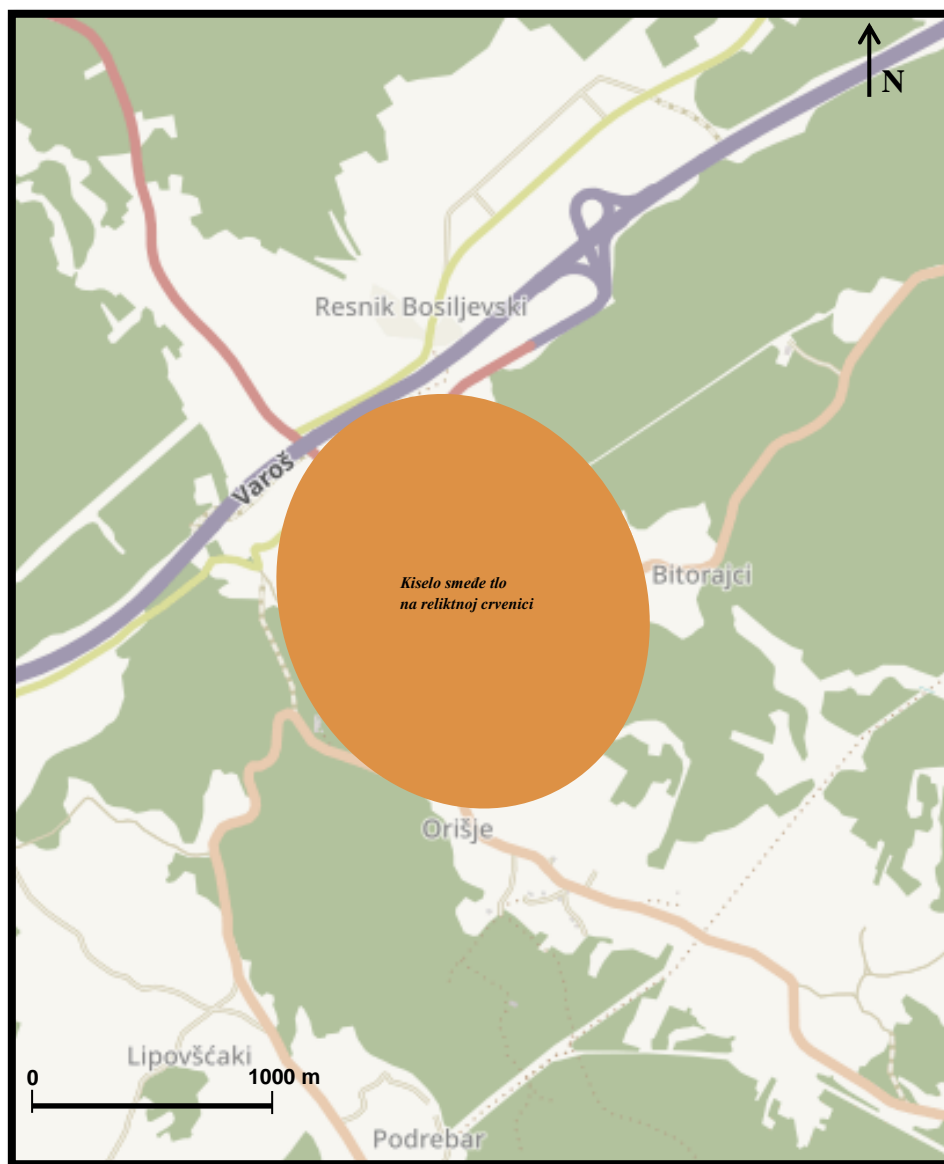 N
Resnik Bosiljevski
Varoš
Kiselo smeđe tlo
na reliktnoj crvenici
Bitorajci
Orišje
Lipovšćaki
0 1000 m
Podrebar